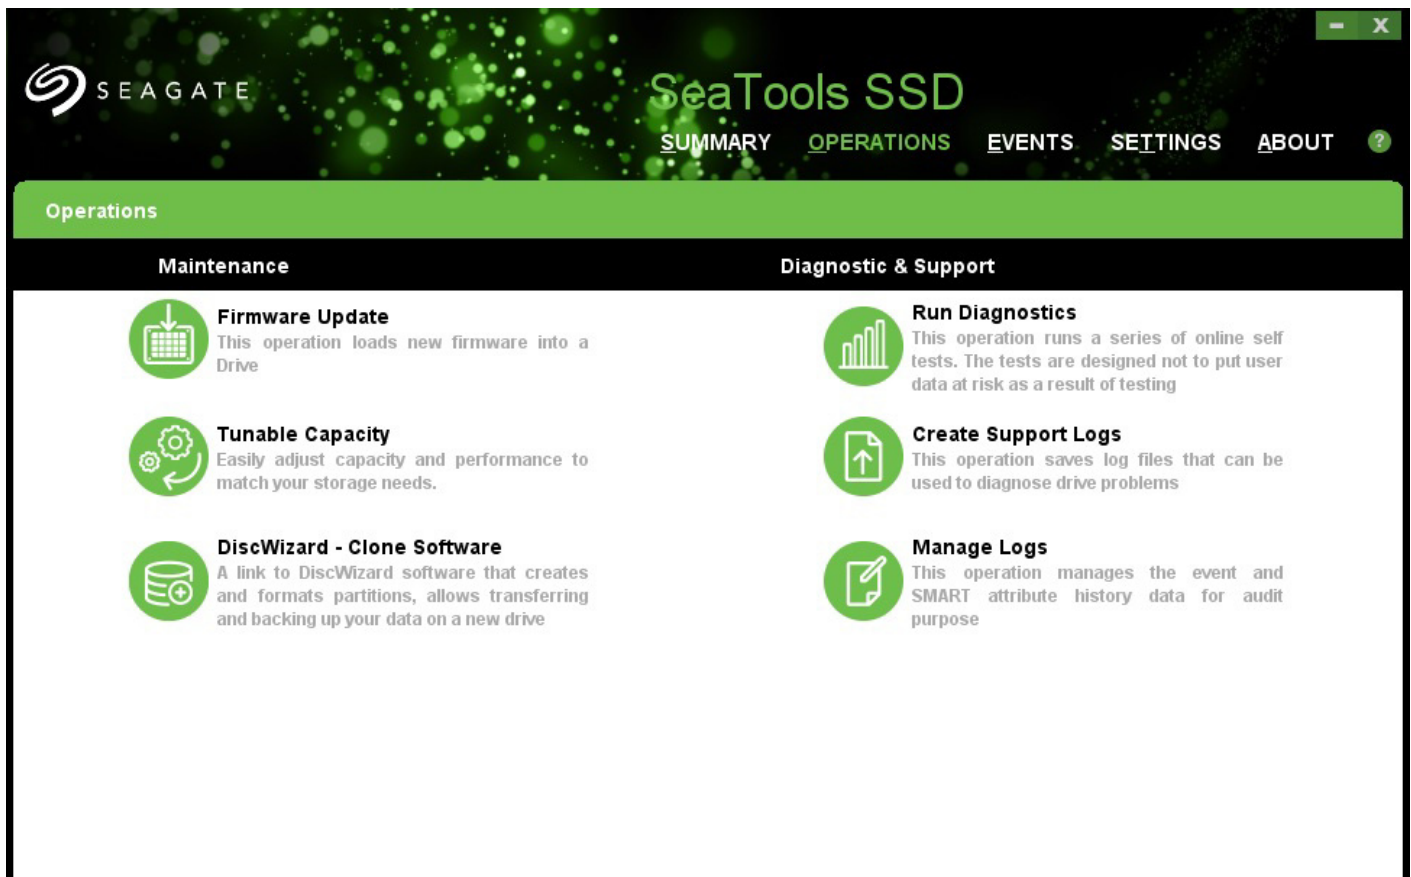 SEAGATE
SeaTools SSD
SUMMARY OPERATIONS EVENTS SETTINGS ABOUT ?
Operations
Maintenance
Firmware Update
This operation loads new firmware into a
Drive
Tunable Capacity
Easily adjust capacity and performance to
match your storage needs.
DiscWizard - Clone Software
A link to DiscWizard software that creates
and formats partitions, allows transferring
and backing up your data on a new drive
Diagnostic & Support
Run Diagnostics
This operation runs a series of online self
tests. The tests are designed not to put user
data at risk as a result of testing
Create Support Logs
This operation saves log files that can be
used to diagnose drive problems
Manage Logs
This operation manages the event and
SMART attribute history data for audit
purpose